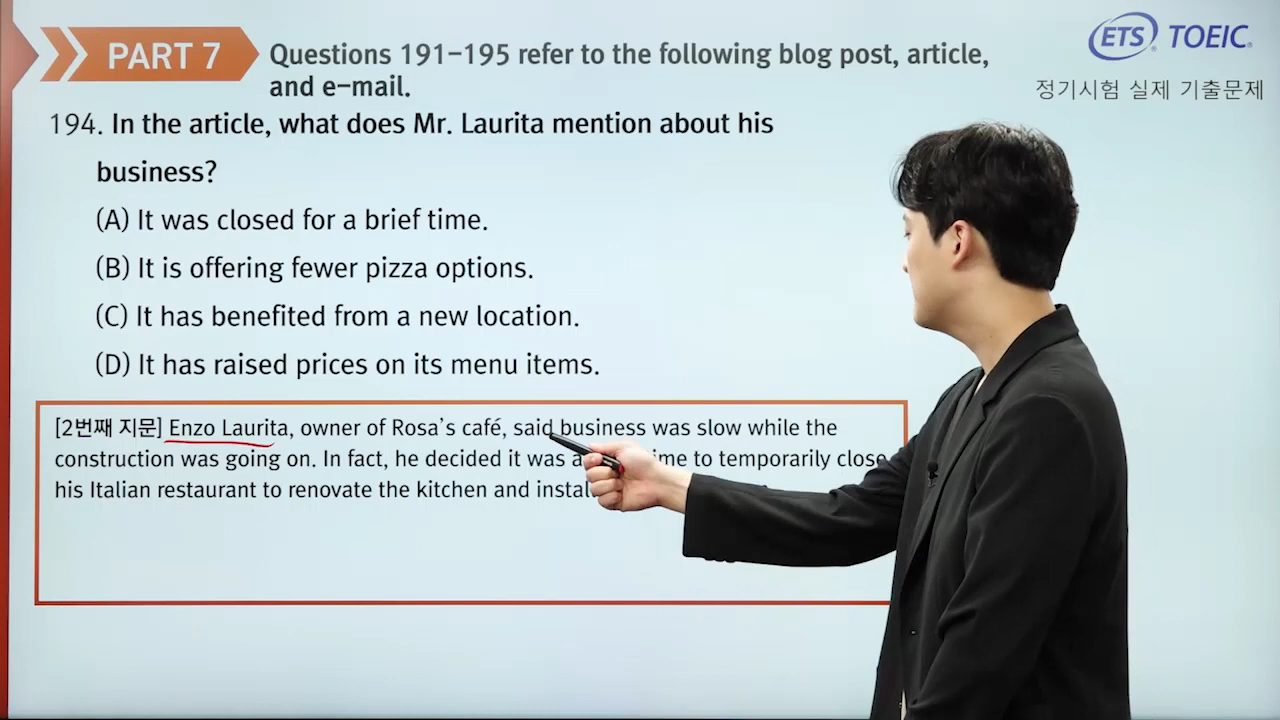 PART 7
Questions 191-195 refer to the following blog post, article,
and e-mail.
ETS® TOEIC®
정기시험 실제 기출문제
194. In the article, what does Mr. Laurita mention about his
business?
(A) It was closed for a brief time.
(B) It is offering fewer pizza options.
(C) It has benefited from a new location.
(D) It has raised prices on its menu items.
[2번째 지문] Enzo Laurita, owner of Rosa's café, said business was slow while the
construction was going on. In fact, he decided it was a to temporarily close
his Italian restaurant to renovate the kitchen and